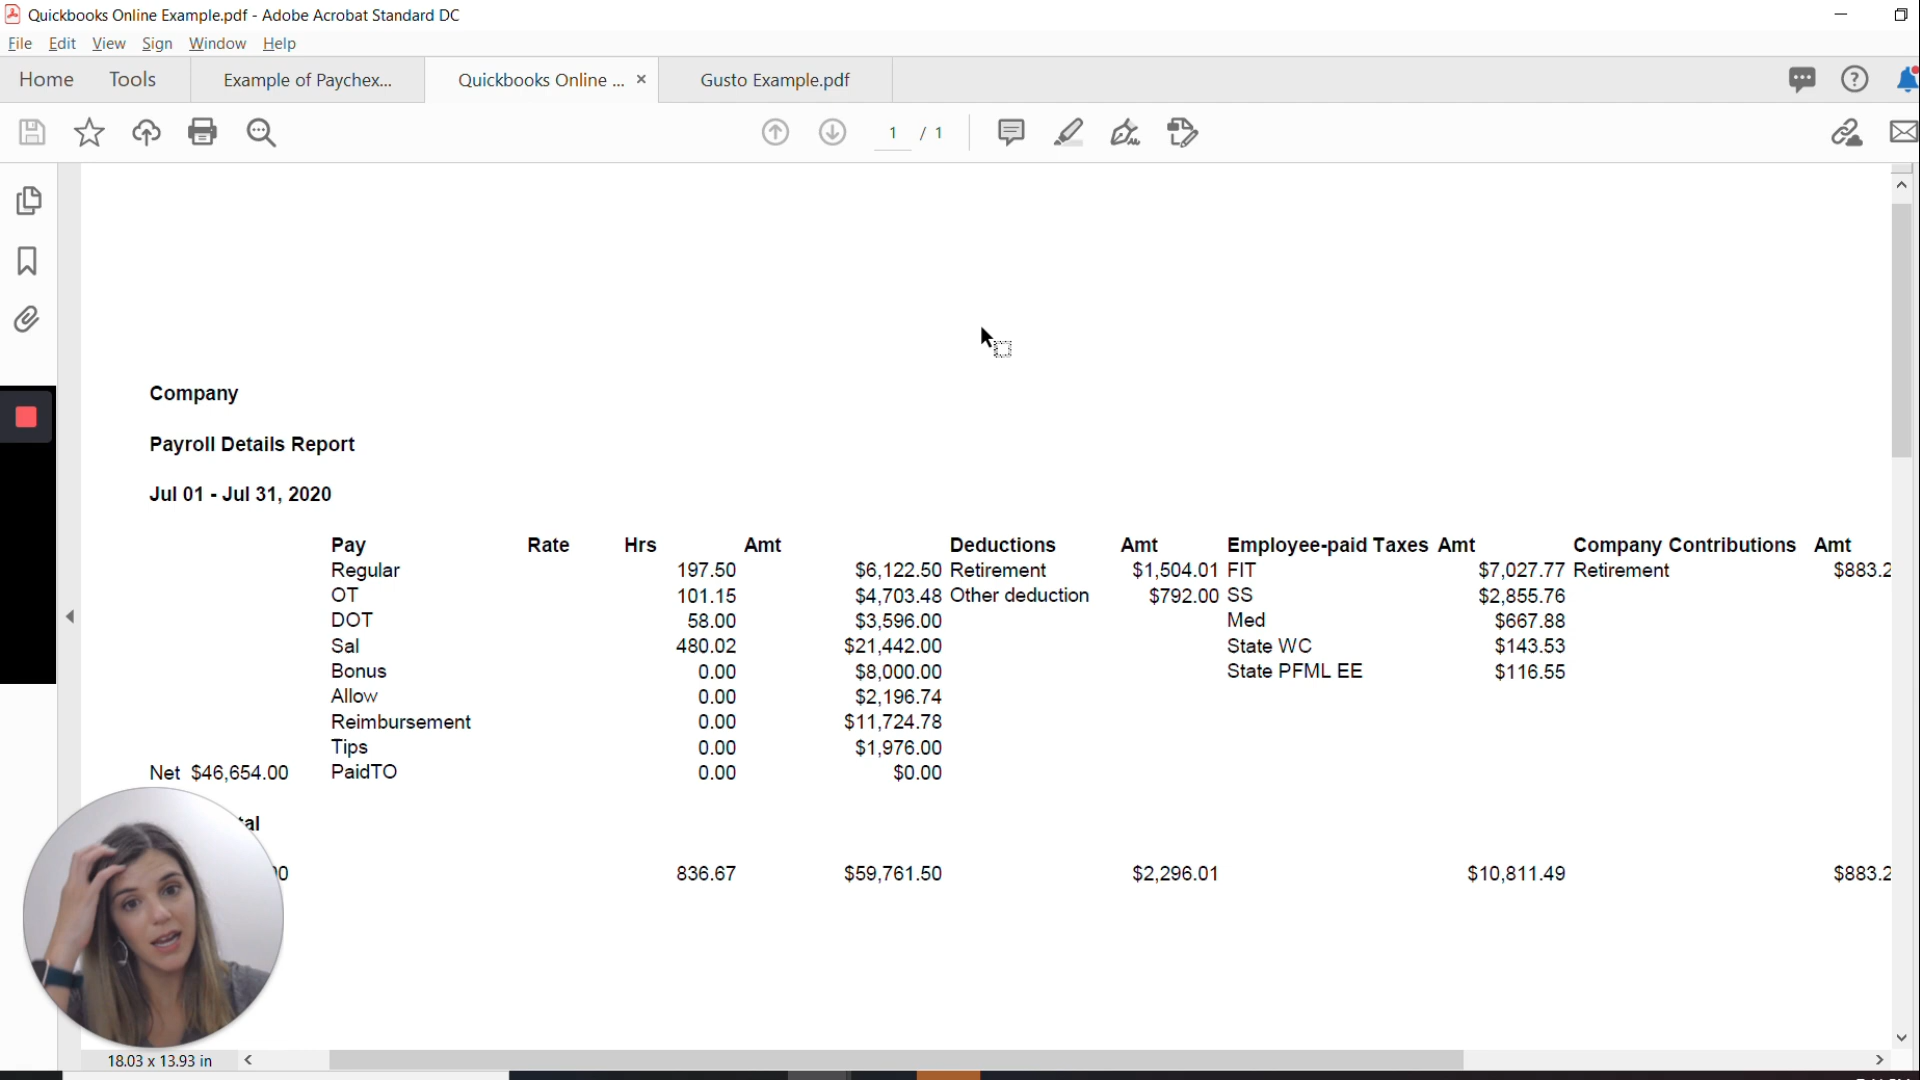 Quickbooks Online Example.pdf - Adobe Acrobat Standard DC
File Edit View Sign Window Help
Home Tools Example of Paychex... Quickbooks Online ... × Gusto Example.pdf
1 / 1
Company
Payroll Details Report
Jul 01 - Jul 31, 2020
Pay Rate Hrs Amt Deductions Amt Employee-paid Taxes Amt Company Contributions Amt
Regular 197.50 $6,122.50 Retirement $1,504.01 FIT $7,027.77 Retirement $883.2
OT 101.15 $4,703.48 Other deduction $792.00 SS $2,855.76
DOT 58.00 $3,596.00 Med $667.88
Sal 480.02 $21,442.00 State WC $143.53
Bonus 0.00 $8,000.00 State PFML EE $116.55
Allow 0.00 $2,196.74
Reimbursement 0.00 $11,724.78
Tips 0.00 $1,976.00
Net $46,654.00 PaidTO 0.00 $0.00
836.67 $59,761.50 $2,296.01 $10,811.49 $883.2
18.03 x 13.93 in